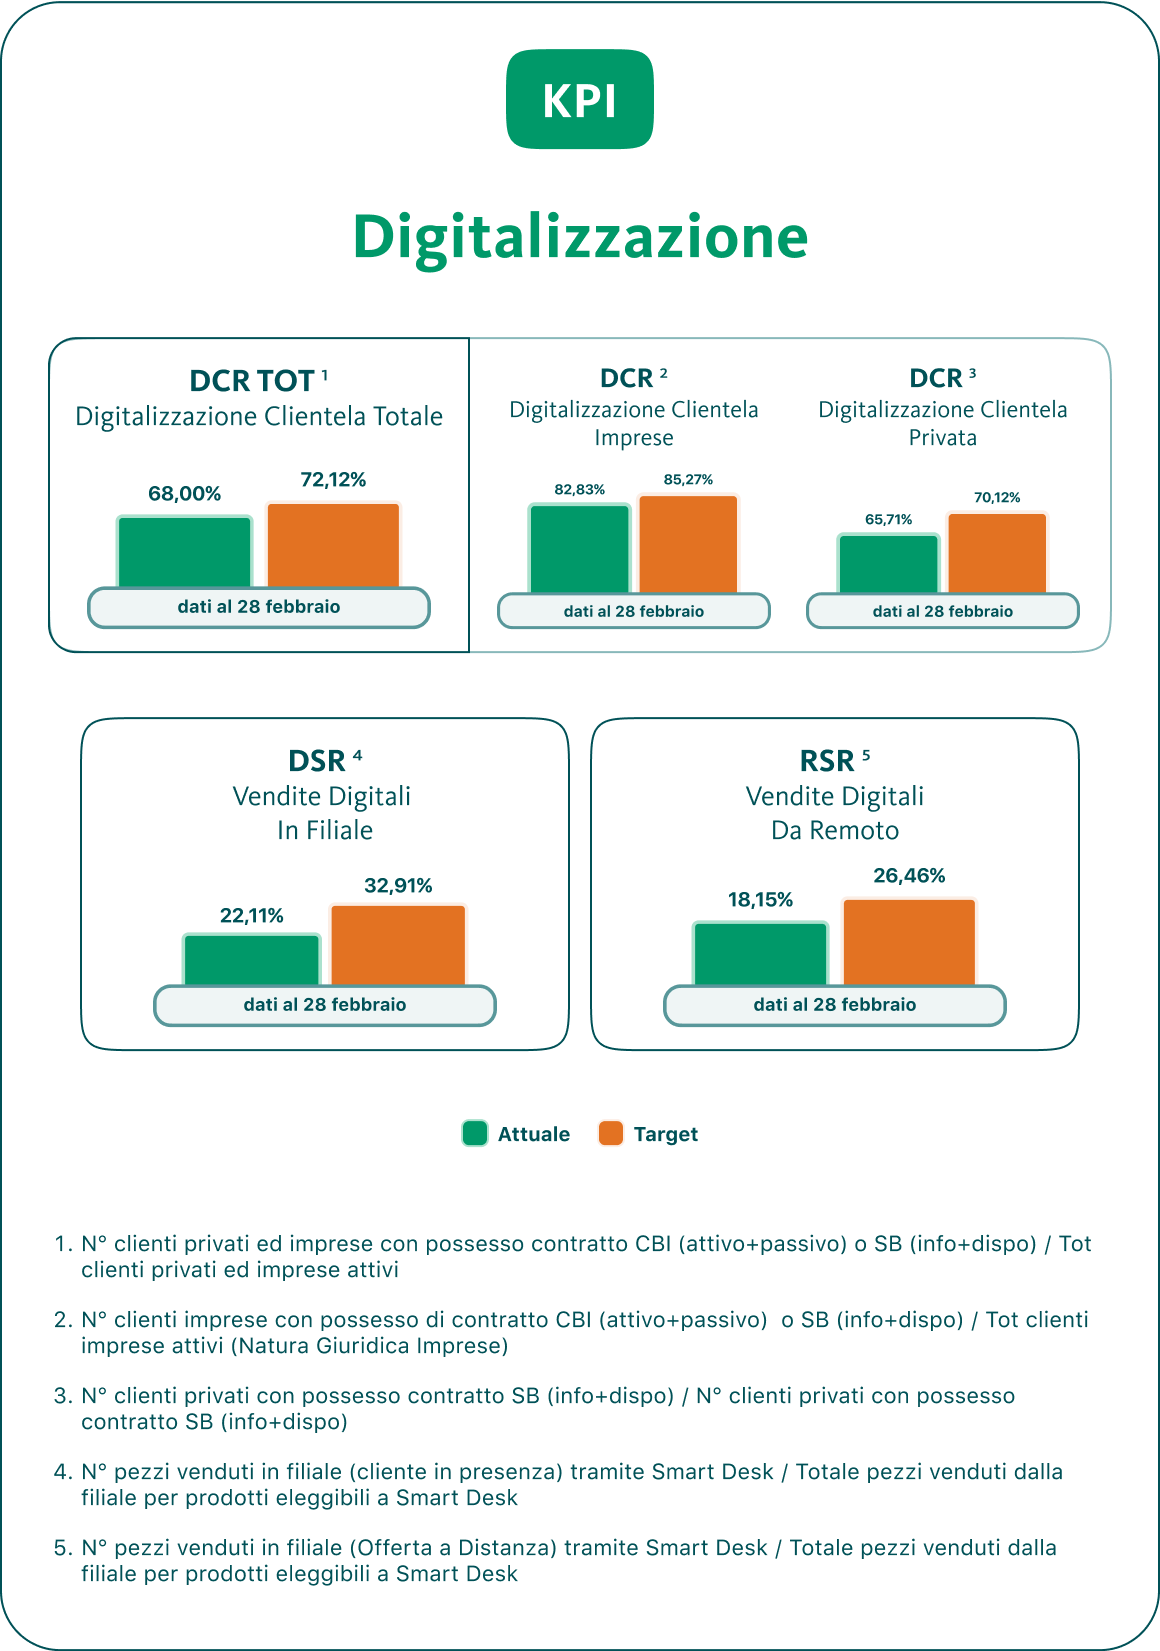 KPI
Digitalizzazione
DCR TOT ¹
Digitalizzazione Clientela Totale
68,00%
72,12%
dati al 28 febbraio
DCR ²
Digitalizzazione Clientela
Imprese
82,83%
85,27%
dati al 28 febbraio
DCR ³
Digitalizzazione Clientela
Privata
65,71%
70,12%
dati al 28 febbraio
DSR ⁴
Vendite Digitali
In Filiale
22,11%
32,91%
dati al 28 febbraio
RSR ⁵
Vendite Digitali
Da Remoto
18,15%
26,46%
dati al 28 febbraio
Attuale
Target
1. N° clienti privati ed imprese con possesso contratto CBI (attivo+passivo) o SB (info+dispo) / Tot
clienti privati ed imprese attivi
2. N° clienti imprese con possesso di contratto CBI (attivo+passivo)  o SB (info+dispo) / Tot clienti
imprese attivi (Natura Giuridica Imprese)
3. N° clienti privati con possesso contratto SB (info+dispo) / N° clienti privati con possesso
contratto SB (info+dispo)
4. N° pezzi venduti in filiale (cliente in presenza) tramite Smart Desk / Totale pezzi venduti dalla
filiale per prodotti eleggibili a Smart Desk
5. N° pezzi venduti in filiale (Offerta a Distanza) tramite Smart Desk / Totale pezzi venduti dalla
filiale per prodotti eleggibili a Smart Desk